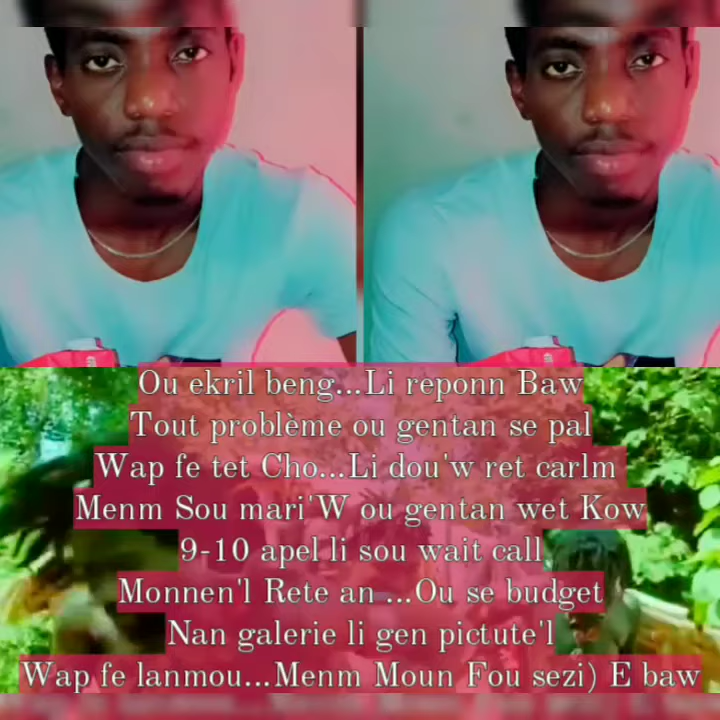 Ou ekril beng...Li reponn Baw
Tout problème ou gentan se pal
Wap fe tet Cho...Li dou'w ret carlm
Menm Sou mari'W ou gentan wet Kow
9-10 apel li sou wait call
Monnen'l Rete an ...Ou se budget
Nan galerie li gen pictute'l
Wap fe lanmou...Menm Moun Fou sezi) E baw